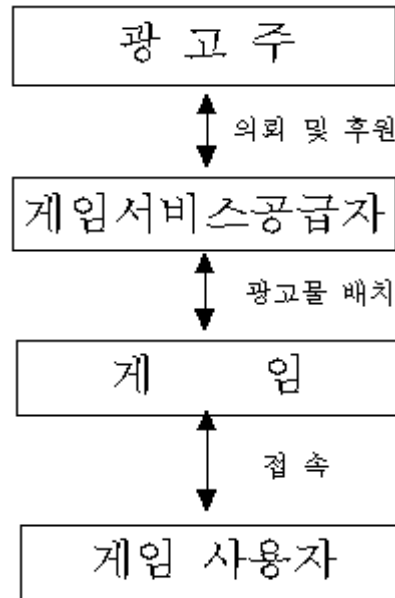 광 고 주
의뢰 및 후원
게임서비스공급자
광고물 배치
게 임
접 속
게임 사용자